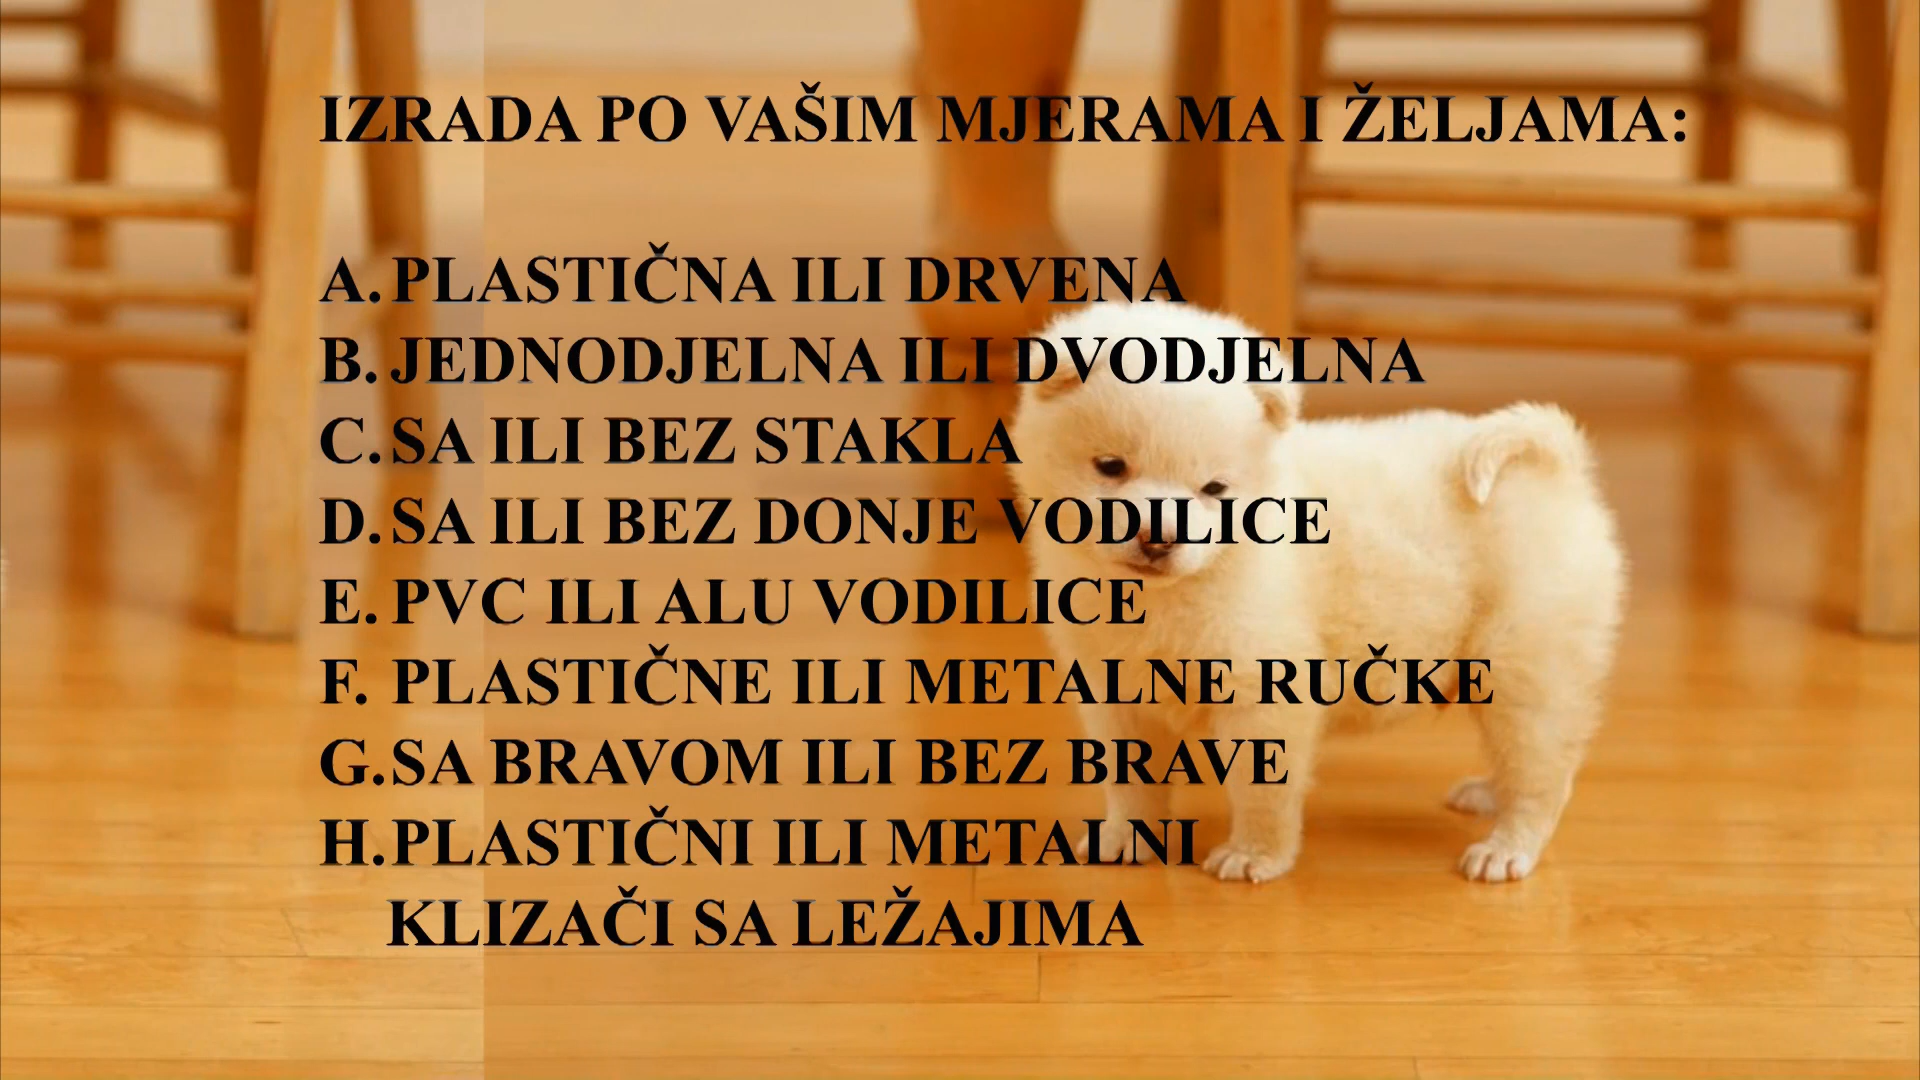 IZRADA PO VAŠIM MJERAMA I ŽELJAMA:
A. PLASTIČNA ILI DRVENA
B. JEDNODJELNA ILI DVODJELNA
C. SA ILI BEZ STAKLA
D. SA ILI BEZ DONJE VODILICE
E. PVC ILI ALU VODILICE
F. PLASTIČNE ILI METALNE RUČKE
G. SA BRAVOM ILI BEZ BRAVE
H. PLASTIČNI ILI METALNI
KLIZAČI SA LEŽAJIMA